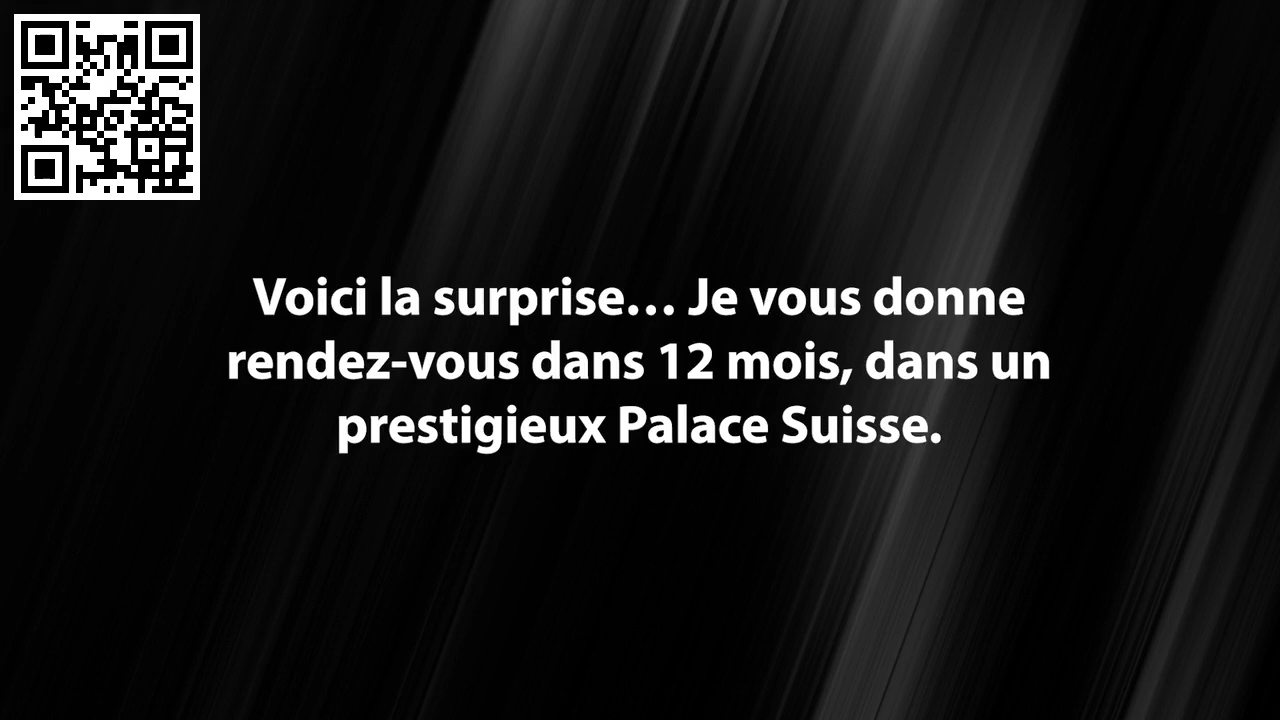 Voici la surprise… Je vous donne
rendez-vous dans 12 mois, dans un
prestigieux Palace Suisse.